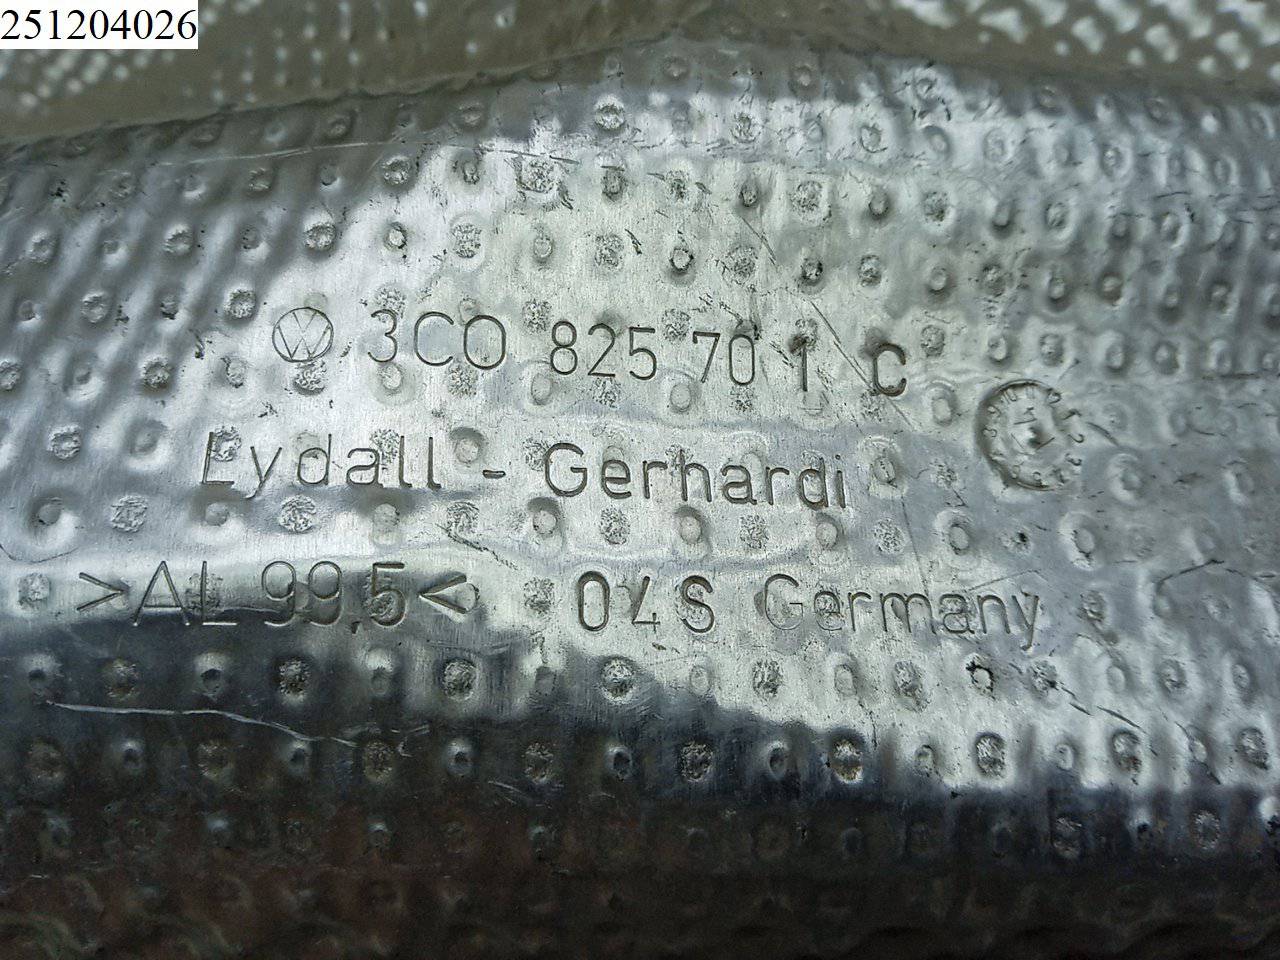 251204026
3C0 825 701 C
Lydall - Gerhardi
>AL 99,5< 04S Germany